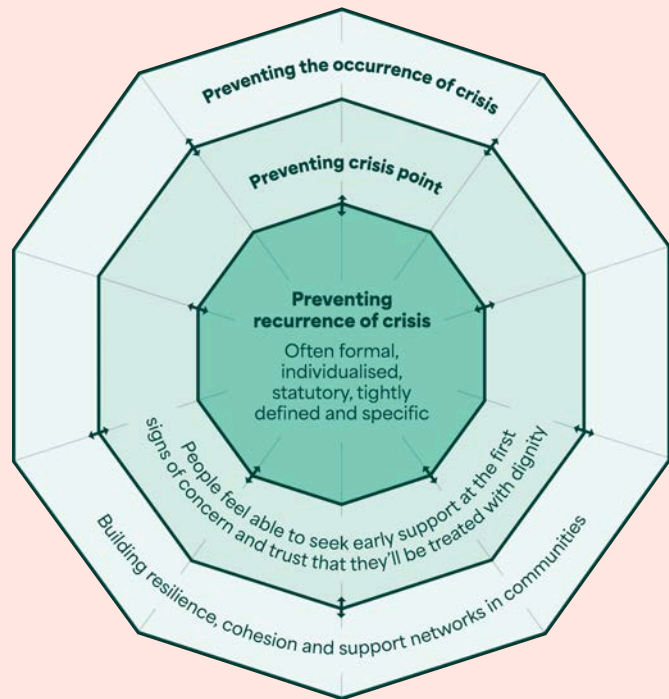 Preventing the occurrence of crisis
Preventing crisis point
Preventing
recurrence of crisis
Often formal,
individualised,
statutory, tightly
defined and specific
People feel able to seek early support at the first
signs of concern and trust that they'll be treated with dignity
Building resilience, cohesion and support networks in communities